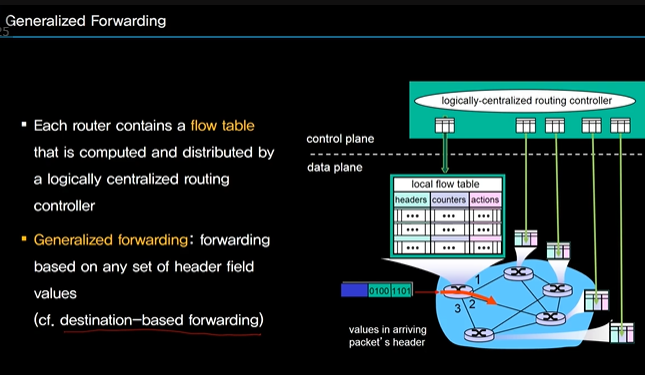 Generalized Forwarding
25
▪ Each router contains a flow table
that is computed and distributed by
a logically centralized routing
controller
▪ Generalized forwarding: forwarding
based on any set of header field
values
(cf. destination-based forwarding)
logically-centralized routing controller
control plane
data plane
local flow table
headers counters actions
... ... ...
... ... ...
... ... ...
0100 1101
1
3 2
values in arriving
packet's header